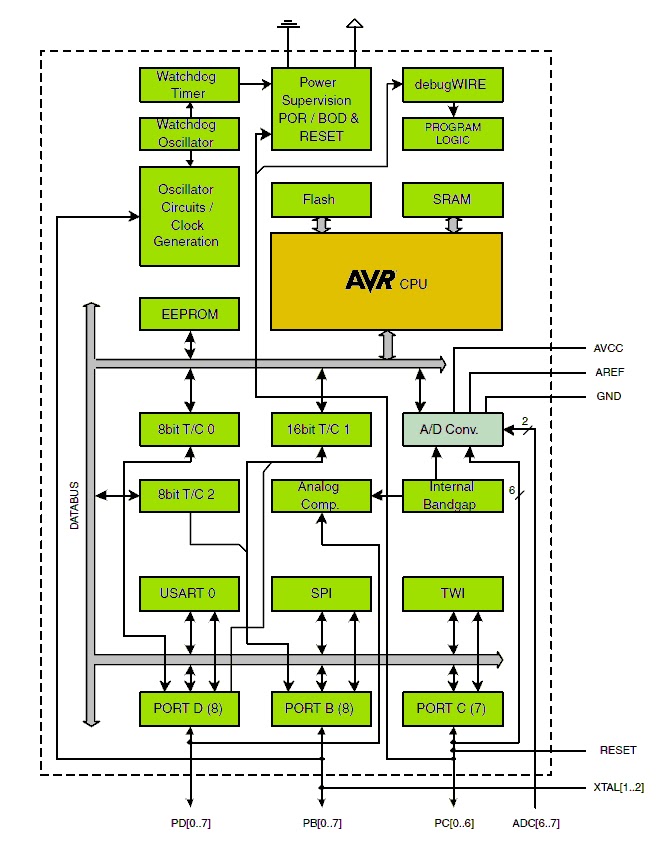 Watchdog
Timer
Power
Supervision
POR / BOD &
RESET
debugWIRE
Watchdog
Oscillator
PROGRAM
LOGIC
Oscillator
Circuits /
Clock
Generation
Flash
SRAM
AVR CPU
EEPROM
AVCC
AREF
GND
8bit T/C 0
16bit T/C 1
A/D Conv.
2
DATABUS
8bit T/C 2
Analog
Comp.
Internal
Bandgap
6
USART 0
SPI
TWI
PORT D (8)
PORT B (8)
PORT C (7)
RESET
XTAL[1..2]
PD[0..7]
PB[0..7]
PC[0..6]
ADC[6..7]